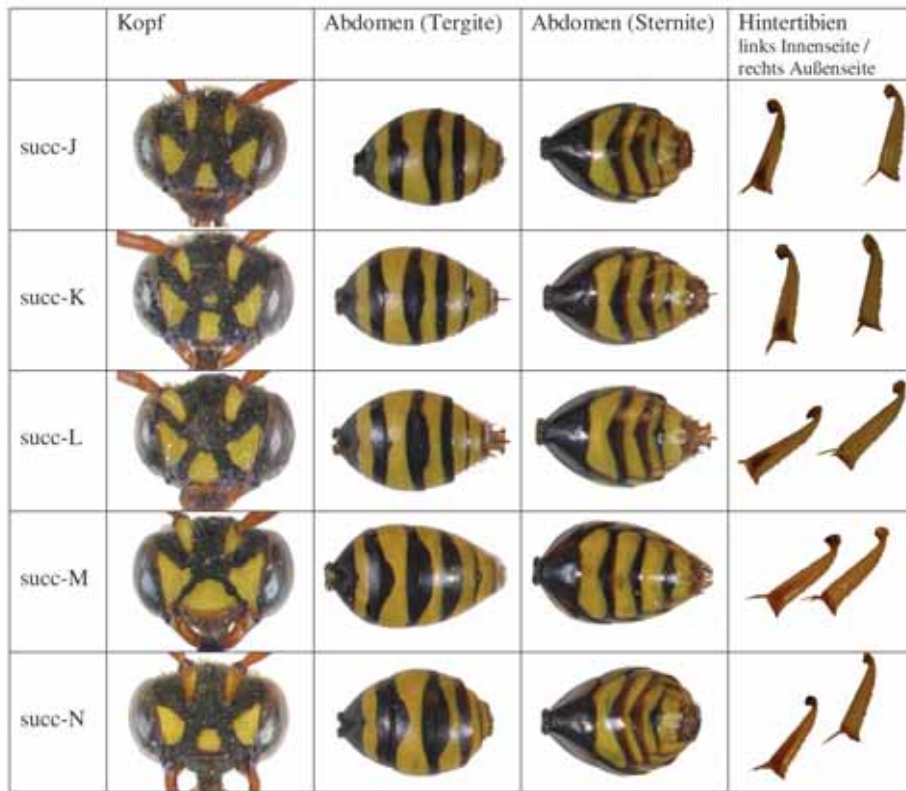 Kopf
Abdomen (Tergite)
Abdomen (Sternite)
Hintertibien
links Innenseite /
rechts Außenseite
succ-J
succ-K
succ-L
succ-M
succ-N